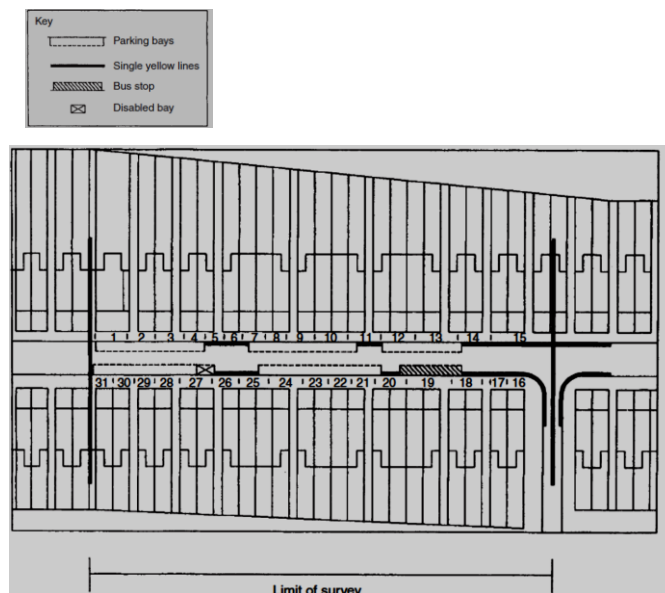 Key
Parking bays
Single yellow lines
Bus stop
Disabled bay
1 2 3 4 5 6 7 8 9 10 11 12 13 14 15
31 30 29 28 27 26 25 24 23 22 21 20 19 18 17 16
Limit of survey